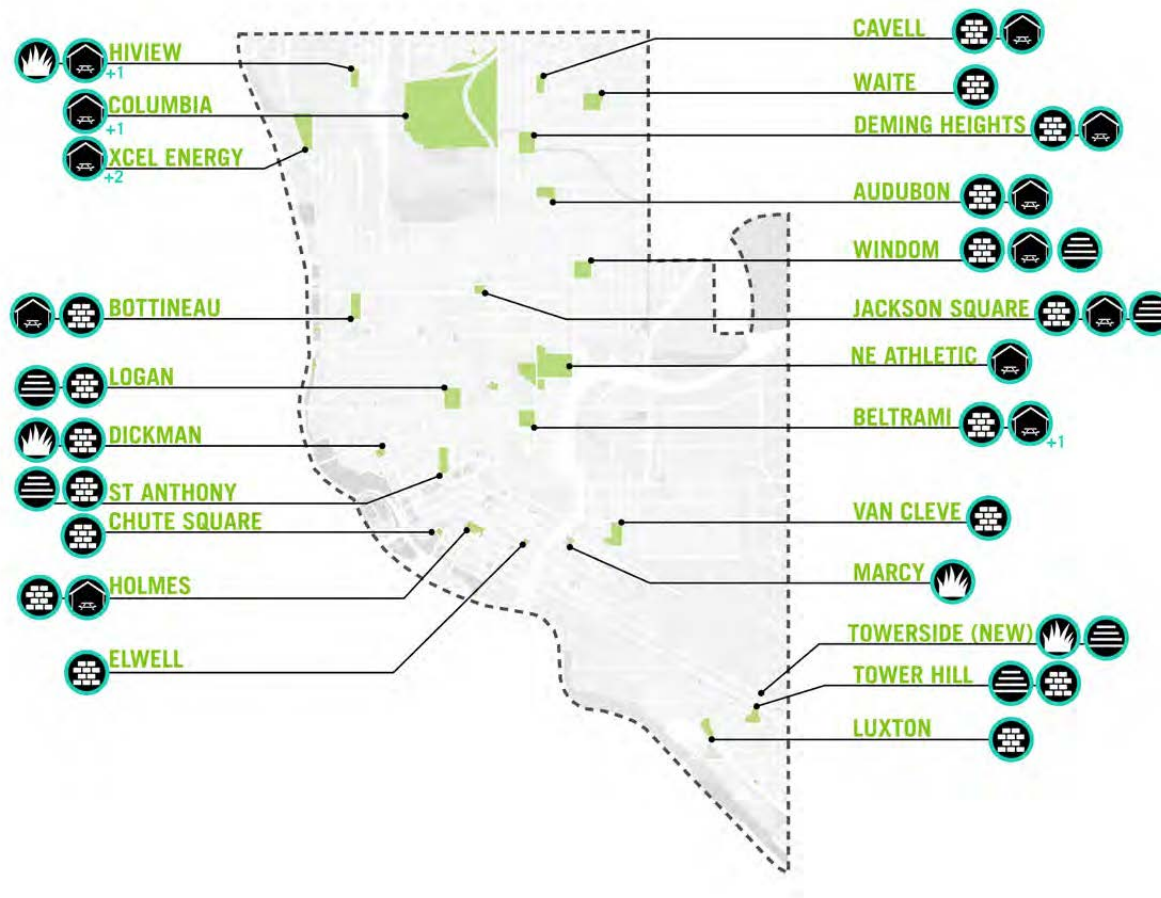 HIVIEW
+1
COLUMBIA
+1
XCEL ENERGY
+2
BOTTINEAU
LOGAN
DICKMAN
ST ANTHONY
CHUTE SQUARE
HOLMES
ELWELL
CAVELL
WAITE
DEMING HEIGHTS
AUDUBON
WINDOM
JACKSON SQUARE
NE ATHLETIC
BELTRAMI
+1
VAN CLEVE
MARCY
TOWERSIDE (NEW)
TOWER HILL
LUXTON